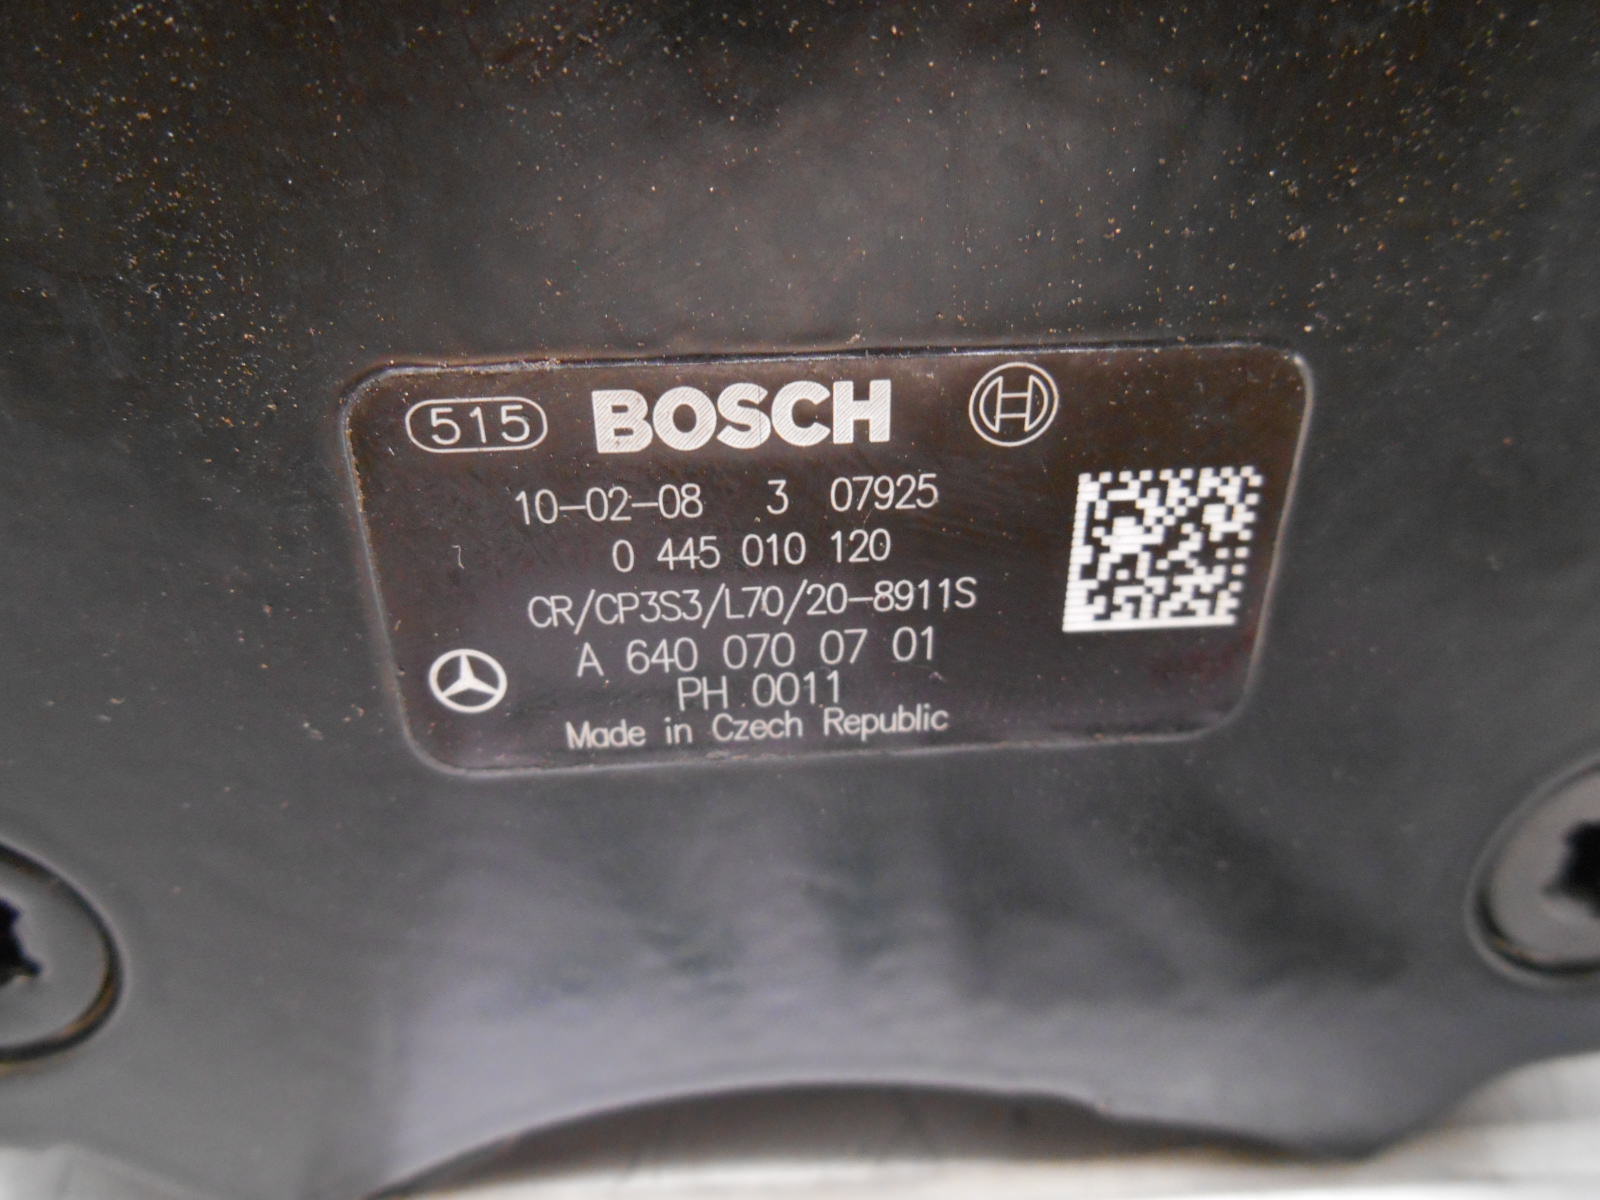 515 BOSCH
10-02-08 3 07925
0 445 010 120
CR/CP3S3/L70/20-8911S
A 640 070 07 01
PH 0011
Made in Czech Republic